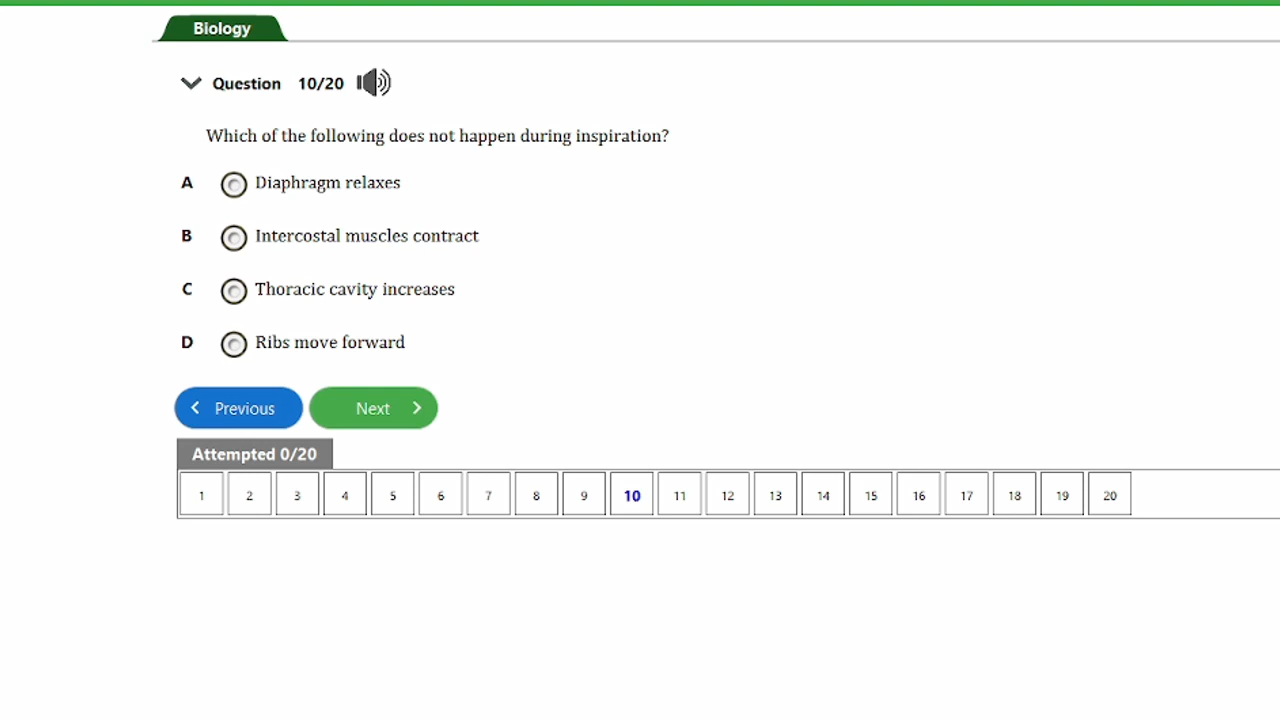 Biology
Question 10/20
Which of the following does not happen during inspiration?
A Diaphragm relaxes
B Intercostal muscles contract
C Thoracic cavity increases
D Ribs move forward
Previous Next
Attempted 0/20
1 2 3 4 5 6 7 8 9 10 11 12 13 14 15 16 17 18 19 20